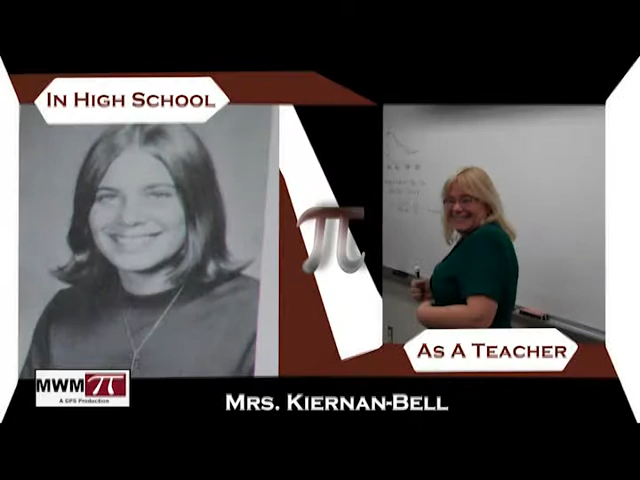 IN HIGH SCHOOL
π
AS A TEACHER
MWM π
A GPS Production
MRS. KIERNAN-BELL